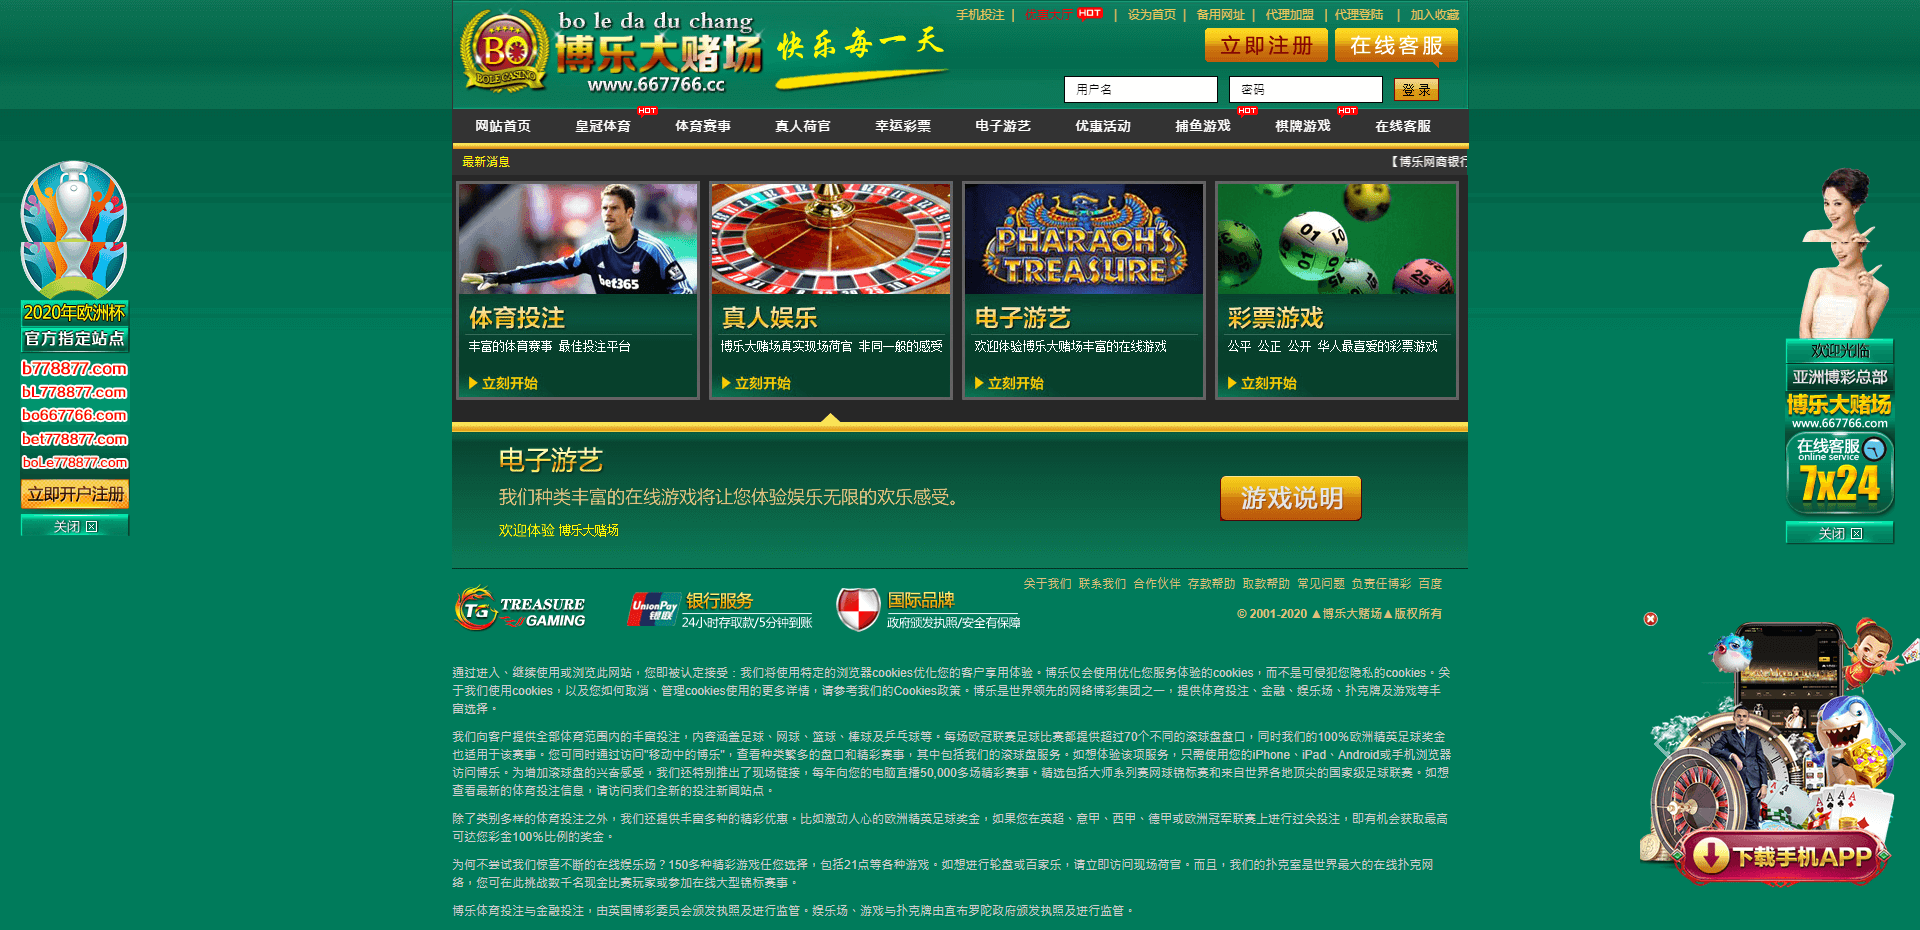 手机投注 | 优惠大厅 HOT | 设为首页 | 备用网址 | 代理加盟 | 代理登陆 | 加入收藏
bo le da du chang
博乐大赌场
www.667766.cc
BO
BOLE CASINO
快乐每一天
立即注册
在线客服
用户名
密码
登 录
HOT
HOT
HOT
网站首页 皇冠体育 体育赛事 真人荷官 幸运彩票 电子游艺 优惠活动 捕鱼游戏 棋牌游戏 在线客服
最新消息
【博乐网商银行
bet365
体育投注
丰富的体育赛事 最佳投注平台
立刻开始
真人娱乐
博乐大赌场真实现场荷官 非同一般的感受
立刻开始
PHARAOH'S
TREASURE
电子游艺
欢迎体验博乐大赌场丰富的在线游戏
立刻开始
01
10
01
35
25
彩票游戏
公平 公正 公开 华人最喜爱的彩票游戏
立刻开始
2020年欧洲杯
官方指定站点
b778877.com
bL778877.com
bo667766.com
bet778877.com
boLe778877.com
立即开户注册
关闭
欢迎光临
亚洲博彩总部
博乐大赌场
www.667766.com
在线客服
online service
7x24
关闭
电子游艺
我们种类丰富的在线游戏将让您体验娱乐无限的欢乐感受。
欢迎体验 博乐大赌场
游戏说明
TG TREASURE
GAMING
UnionPay
银联
银行服务
24小时存取款/5分钟到账
国际品牌
政府颁发执照/安全有保障
关于我们 联系我们 合作伙伴 存款帮助 取款帮助 常见问题 负责任博彩 百度
© 2001-2020 ▲博乐大赌场▲版权所有
通过进入、继续使用或浏览此网站，您即被认定接受：我们将使用特定的浏览器cookies优化您的客户享用体验。博乐仅会使用优化您服务体验的cookies，而不是可侵犯您隐私的cookies。关
于我们使用cookies，以及您如何取消、管理cookies使用的更多详情，请参考我们的Cookies政策。博乐是世界领先的网络博彩集团之一，提供体育投注、金融、娱乐场、扑克牌及游戏等丰
富选择。
我们向客户提供全部体育范围内的丰富投注，内容涵盖足球、网球、篮球、棒球及乒乓球等。每场欧冠联赛足球比赛都提供超过70个不同的滚球盘盘口，同时我们的100%欧洲精英足球奖金
也适用于该赛事。您可同时通过访问"移动中的博乐"，查看种类繁多的盘口和精彩赛事，其中包括我们的滚球盘服务。如想体验该项服务，只需使用您的iPhone、iPad、Android或手机浏览器
访问博乐。为增加滚球盘的兴奋感受，我们还特别推出了现场链接，每年向您的电脑直播50,000多场精彩赛事。精选包括大师系列赛网球锦标赛和来自世界各地顶尖的国家级足球联赛。如想
查看最新的体育投注信息，请访问我们全新的投注新闻站点。
除了类别多样的体育投注之外，我们还提供丰富多种的精彩优惠。比如激动人心的欧洲精英足球奖金，如果您在英超、意甲、西甲、德甲或欧洲冠军联赛上进行过关投注，即有机会获取最高
可达您彩金100%比例的奖金。
为何不尝试我们惊喜不断的在线娱乐场？150多种精彩游戏任您选择，包括21点等各种游戏。如想进行轮盘或百家乐，请立即访问现场荷官。而且，我们的扑克室是世界最大的在线扑克网
络，您可在此挑战数千名现金比赛玩家或参加在线大型锦标赛事。
博乐体育投注与金融投注，由英国博彩委员会颁发执照及进行监管。娱乐场、游戏与扑克牌由直布罗陀政府颁发执照及进行监管。
下载手机APP